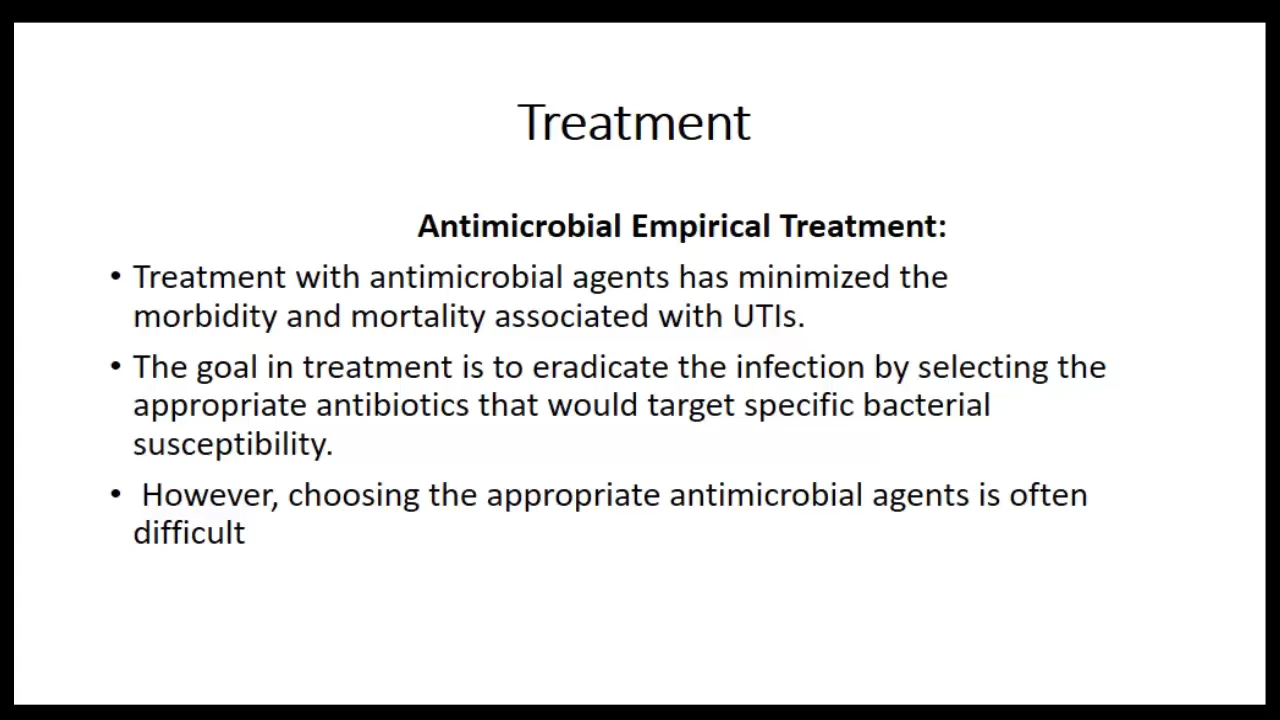 Treatment
Antimicrobial Empirical Treatment:
• Treatment with antimicrobial agents has minimized the
morbidity and mortality associated with UTIs.
• The goal in treatment is to eradicate the infection by selecting the
appropriate antibiotics that would target specific bacterial
susceptibility.
• However, choosing the appropriate antimicrobial agents is often
difficult